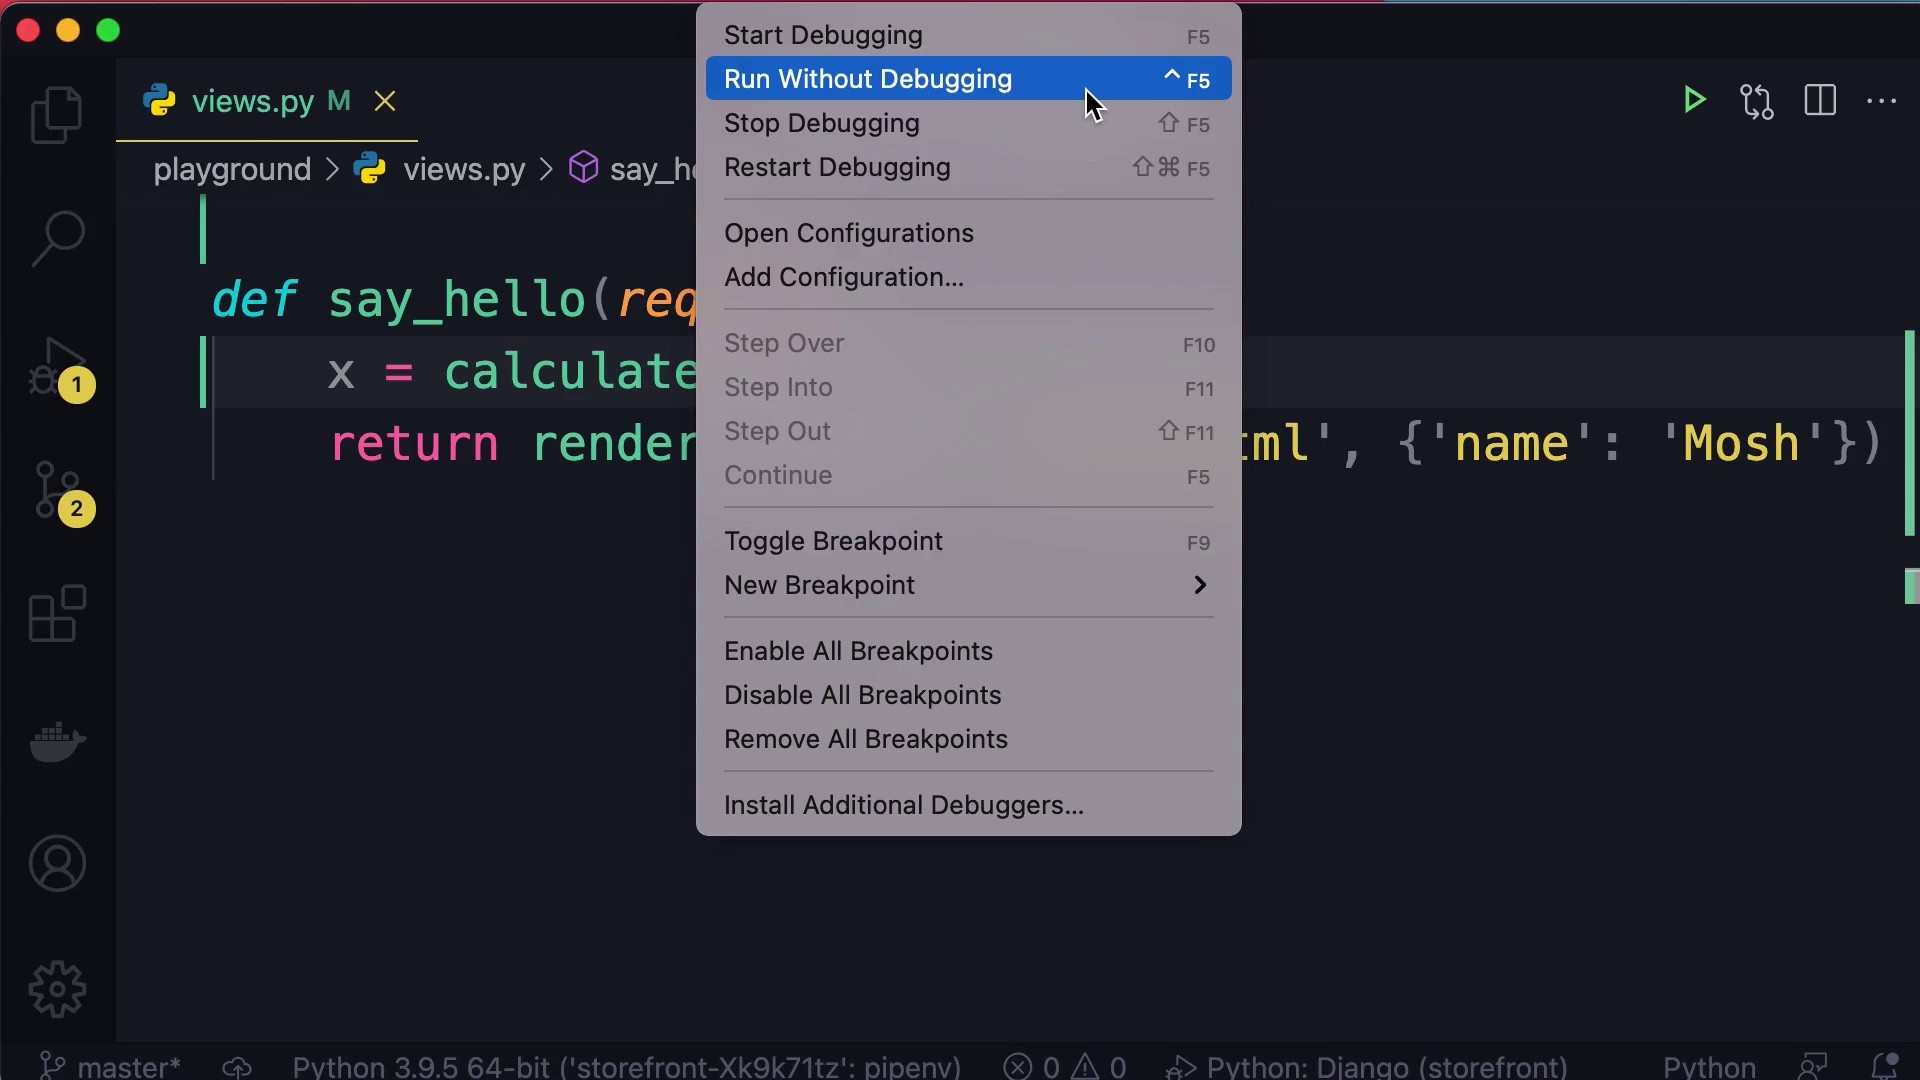 Start Debugging F5
Run Without Debugging ^ F5
Stop Debugging ⇧ F5
Restart Debugging ⇧⌘ F5
Open Configurations
Add Configuration...
Step Over F10
Step Into F11
Step Out ⇧ F11
Continue F5
Toggle Breakpoint F9
New Breakpoint
Enable All Breakpoints
Disable All Breakpoints
Remove All Breakpoints
Install Additional Debuggers...
views.py M
playground > views.py > say_he
def say_hello(req
x = calculate
return render
tml', {'name': 'Mosh'})
1
2
master* Python 3.9.5 64-bit ('storefront-Xk9k71tz': pipenv) 0 0 Python: Django (storefront) Python